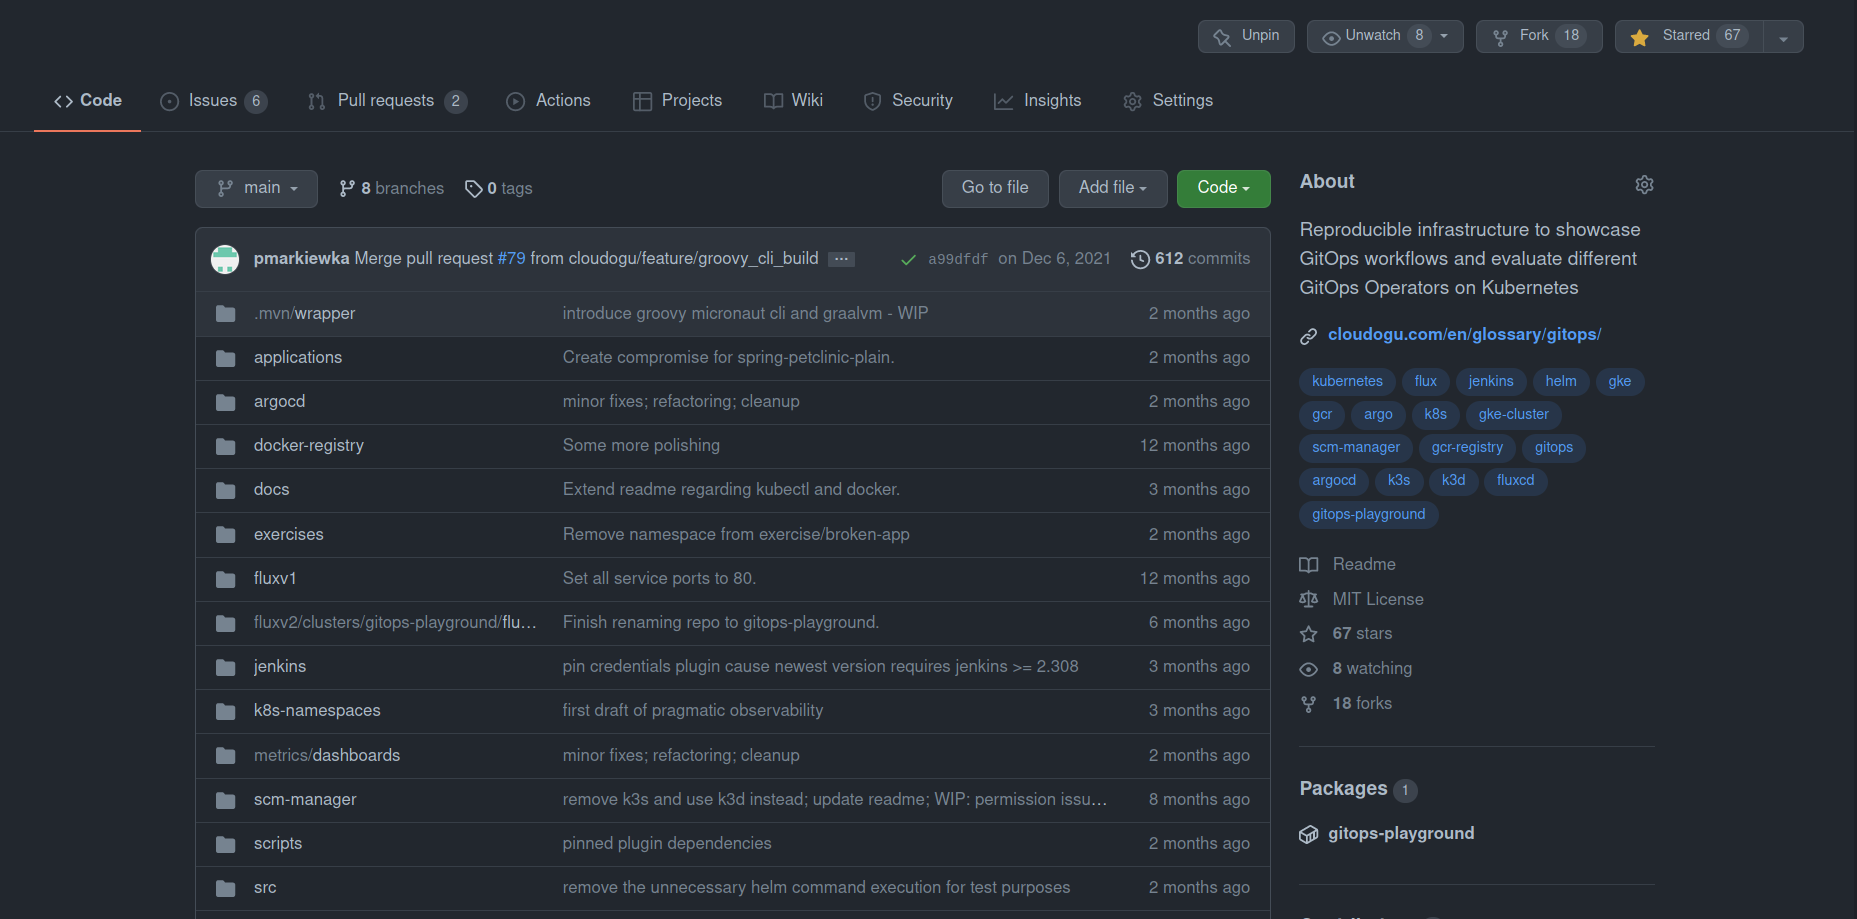 Unpin Unwatch 8 Fork 18 Starred 67
Code Issues 6 Pull requests 2 Actions Projects Wiki Security Insights Settings
main 8 branches 0 tags Go to file Add file Code
pmarkiewka Merge pull request #79 from cloudogu/feature/groovy_cli_build ... a99dfdf on Dec 6, 2021 612 commits
.mvn/wrapper introduce groovy micronaut cli and graalvm - WIP 2 months ago
applications Create compromise for spring-petclinic-plain. 2 months ago
argocd minor fixes; refactoring; cleanup 2 months ago
docker-registry Some more polishing 12 months ago
docs Extend readme regarding kubectl and docker. 3 months ago
exercises Remove namespace from exercise/broken-app 2 months ago
fluxv1 Set all service ports to 80. 12 months ago
fluxv2/clusters/gitops-playground/flu... Finish renaming repo to gitops-playground. 6 months ago
jenkins pin credentials plugin cause newest version requires jenkins >= 2.308 3 months ago
k8s-namespaces first draft of pragmatic observability 3 months ago
metrics/dashboards minor fixes; refactoring; cleanup 2 months ago
scm-manager remove k3s and use k3d instead; update readme; WIP: permission issu... 8 months ago
scripts pinned plugin dependencies 2 months ago
src remove the unnecessary helm command execution for test purposes 2 months ago
About
Reproducible infrastructure to showcase
GitOps workflows and evaluate different
GitOps Operators on Kubernetes
cloudogu.com/en/glossary/gitops/
kubernetes flux jenkins helm gke
gcr argo k8s gke-cluster
scm-manager gcr-registry gitops
argocd k3s k3d fluxcd
gitops-playground
Readme
MIT License
67 stars
8 watching
18 forks
Packages 1
gitops-playground